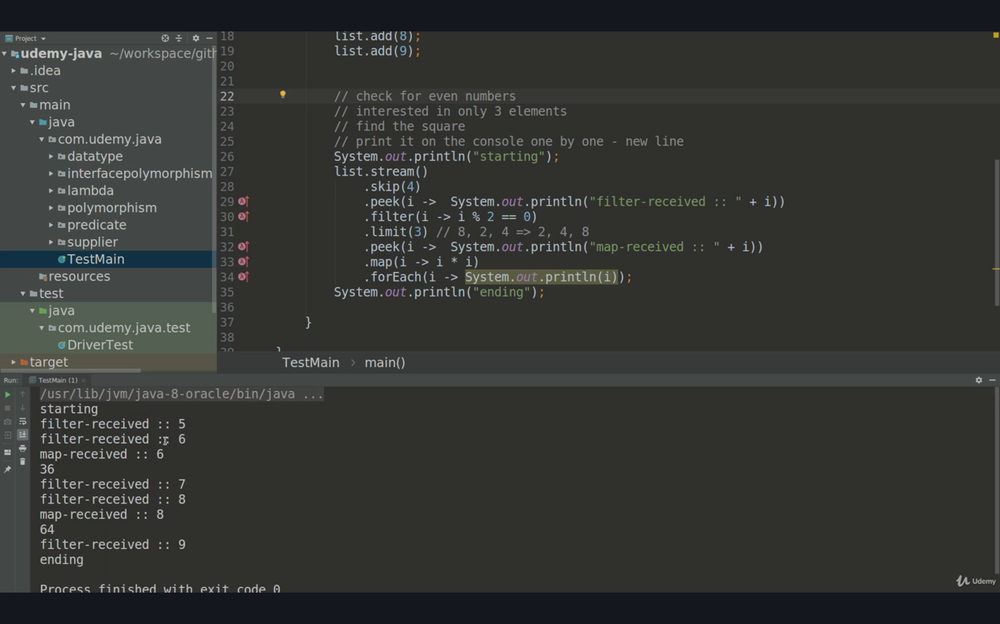 Project
udemy-java ~/workspace/gith
.idea
src
main
java
com.udemy.java
datatype
interfacepolymorphism
lambda
polymorphism
predicate
supplier
TestMain
resources
test
java
com.udemy.java.test
DriverTest
target
18 list.add(8);
19 list.add(9);
20
21
22 // check for even numbers
23 // interested in only 3 elements
24 // find the square
25 // print it on the console one by one - new line
26 System.out.println("starting");
27 list.stream()
28 .skip(4)
29 .peek(i -> System.out.println("filter-received :: " + i))
30 .filter(i -> i % 2 == 0)
31 .limit(3) // 8, 2, 4 => 2, 4, 8
32 .peek(i -> System.out.println("map-received :: " + i))
33 .map(i -> i * i)
34 .forEach(i -> System.out.println(i));
35 System.out.println("ending");
36
37 }
38
39 }
TestMain > main()
Run: TestMain (1) ×
/usr/lib/jvm/java-8-oracle/bin/java ...
starting
filter-received :: 5
filter-received :: 6
map-received :: 6
36
filter-received :: 7
filter-received :: 8
map-received :: 8
64
filter-received :: 9
ending
Process finished with exit code 0
Udemy